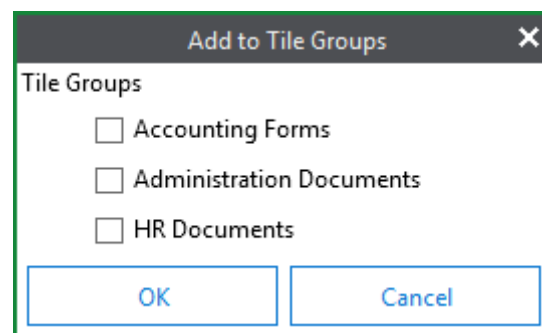 Add to Tile Groups
Tile Groups
Accounting Forms
Administration Documents
HR Documents
OK Cancel